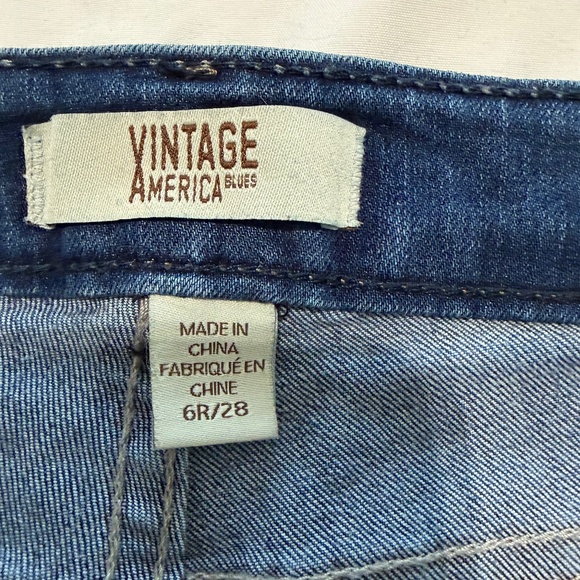 VINTAGE
AMERICA BLUES
MADE IN
CHINA
FABRIQUÉ EN
CHINE
6R/28